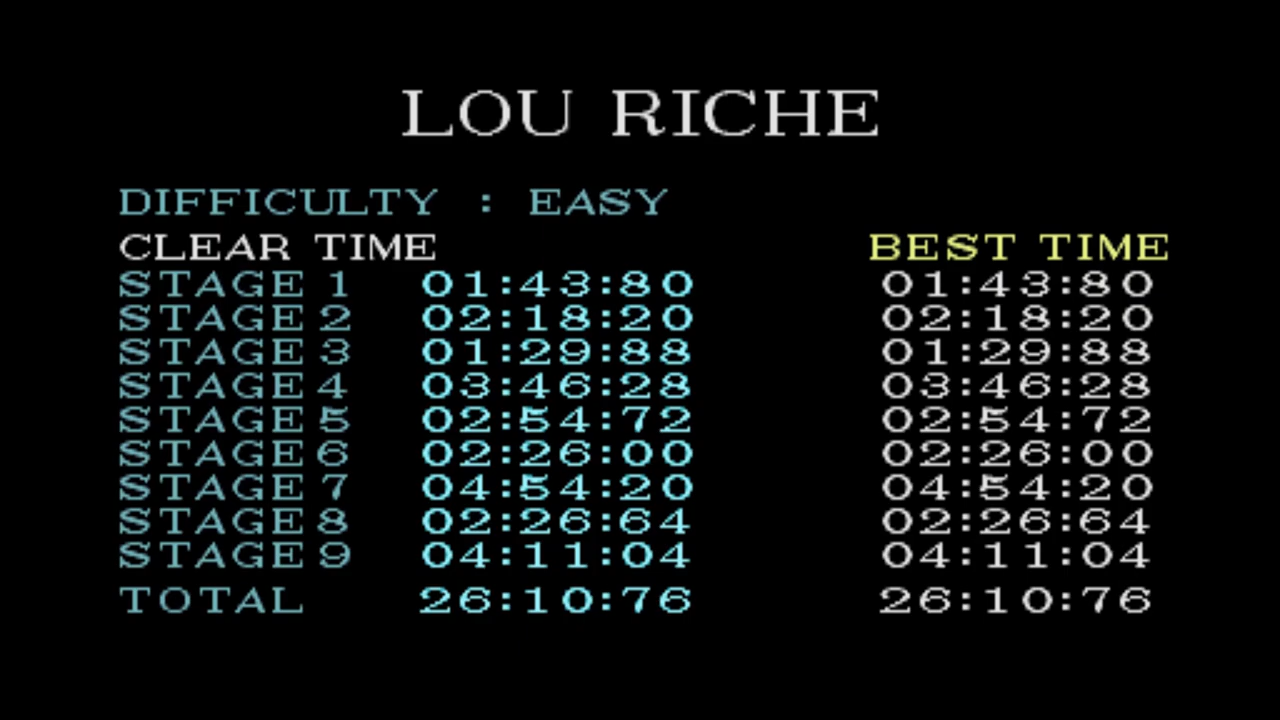 LOU RICHE
DIFFICULTY : EASY
CLEAR TIME BEST TIME
STAGE 1 01:43:80 01:43:80
STAGE 2 02:18:20 02:18:20
STAGE 3 01:29:88 01:29:88
STAGE 4 03:46:28 03:46:28
STAGE 5 02:54:72 02:54:72
STAGE 6 02:26:00 02:26:00
STAGE 7 04:54:20 04:54:20
STAGE 8 02:26:64 02:26:64
STAGE 9 04:11:04 04:11:04
TOTAL 26:10:76 26:10:76